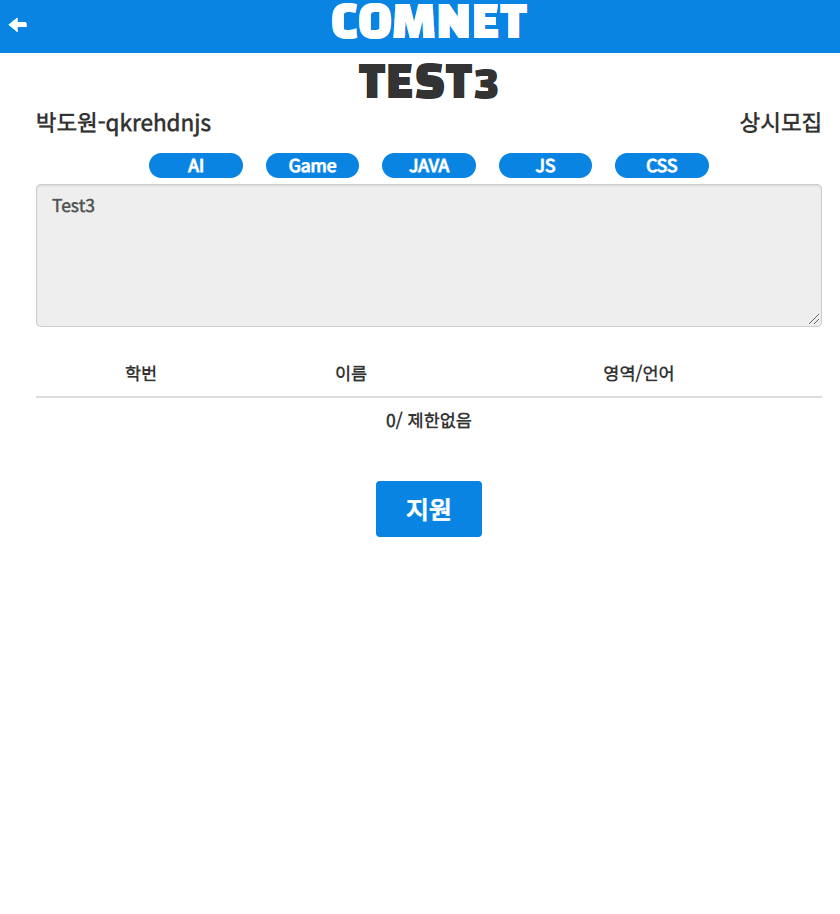 COMNET
TEST3
박도원-qkrehdnjs 상시모집
AI Game JAVA JS CSS
Test3
학번 이름 영역/언어
0/ 제한없음
지원